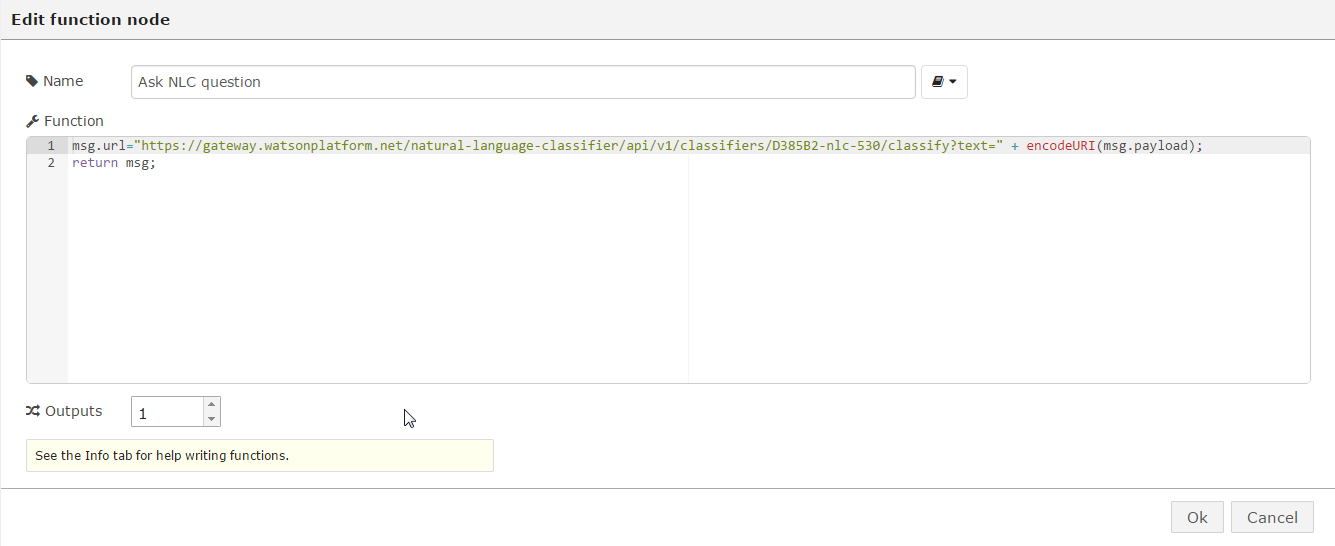 Edit function node
Name
Ask NLC question
Function
1 msg.url="https://gateway.watsonplatform.net/natural-language-classifier/api/v1/classifiers/D385B2-nlc-530/classify?text=" + encodeURI(msg.payload);
2 return msg;
Outputs
1
See the Info tab for help writing functions.
Ok Cancel